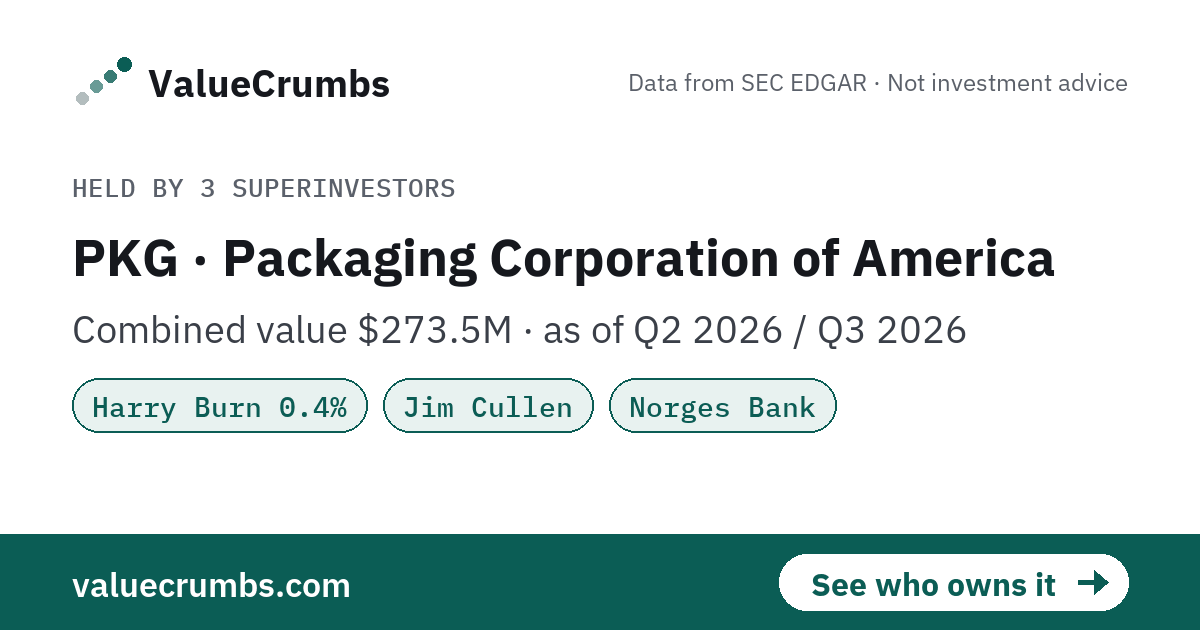 ValueCrumbs
Data from SEC EDGAR · Not investment advice
HELD BY 3 SUPERINVESTORS
PKG · Packaging Corporation of America
Combined value $273.5M · as of Q2 2026 / Q3 2026
Harry Burn 0.4%
Jim Cullen
Norges Bank
valuecrumbs.com
See who owns it →